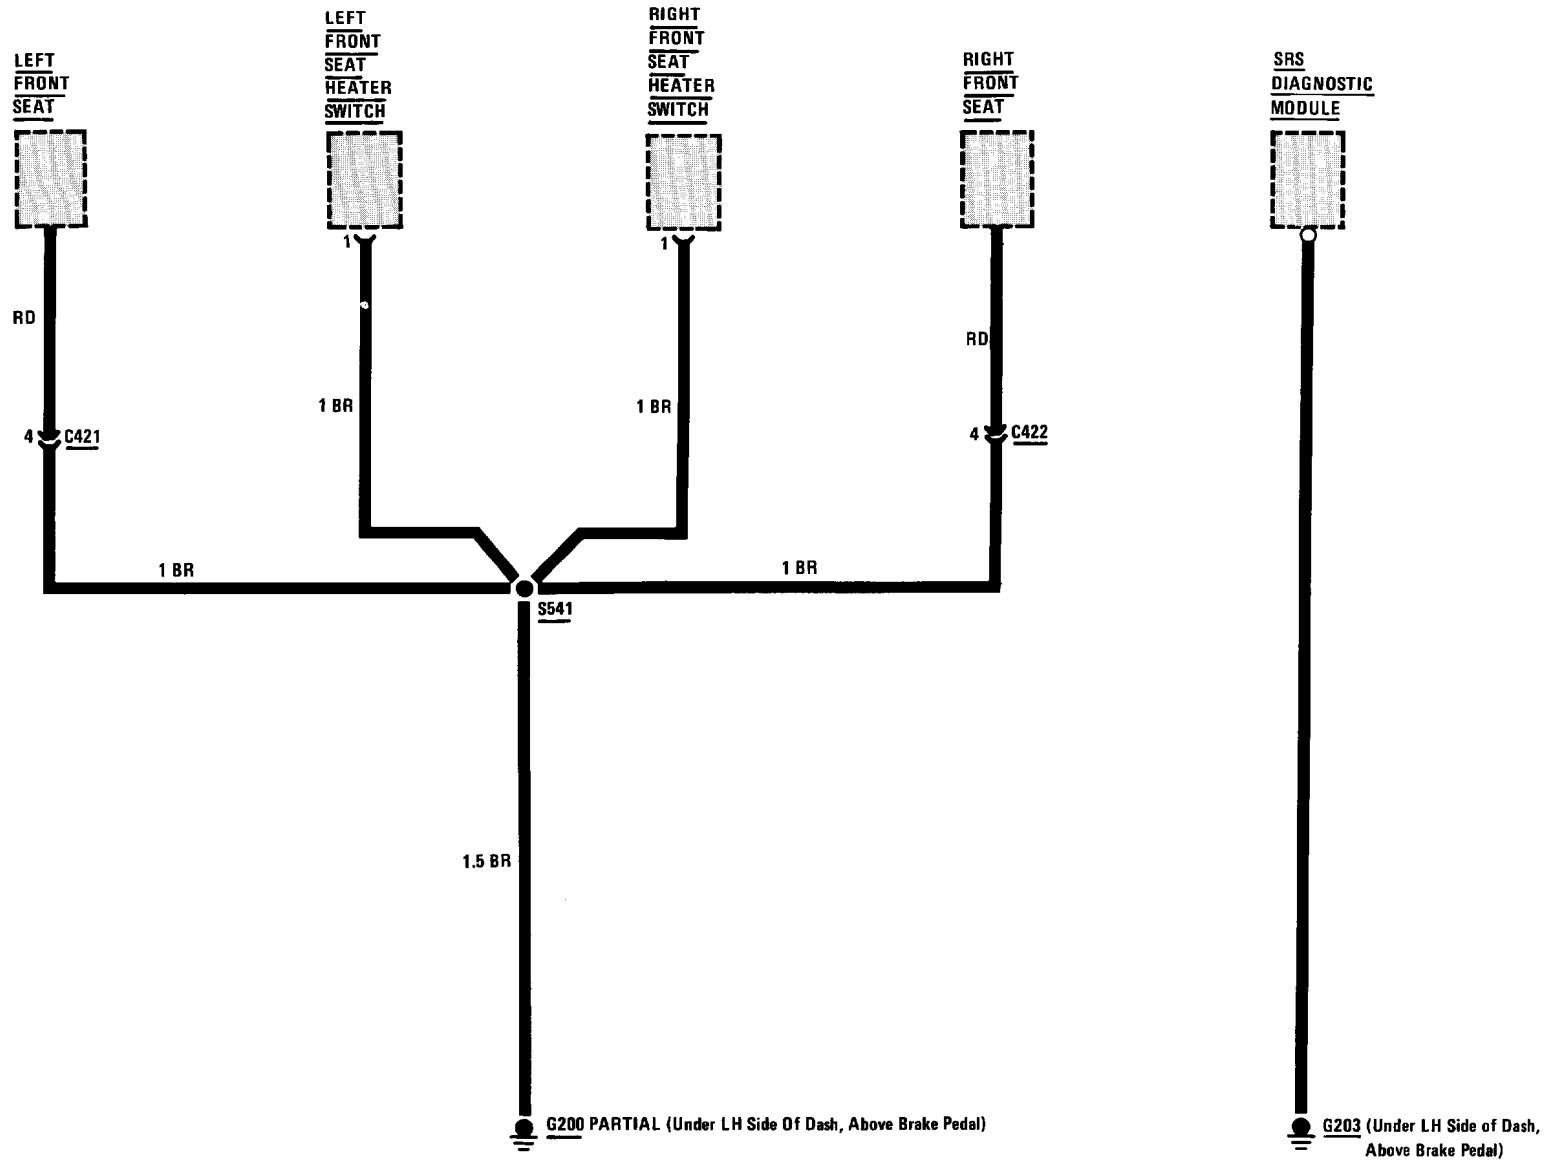 LEFT
FRONT
SEAT
LEFT
FRONT
SEAT
HEATER
SWITCH
RIGHT
FRONT
SEAT
HEATER
SWITCH
RIGHT
FRONT
SEAT
SRS
DIAGNOSTIC
MODULE
1
1
RD
RD
1 BR
1 BR
4 C421
4 C422
1 BR
1 BR
S541
1.5 BR
G200 PARTIAL (Under LH Side Of Dash, Above Brake Pedal)
G203 (Under LH Side of Dash,
Above Brake Pedal)